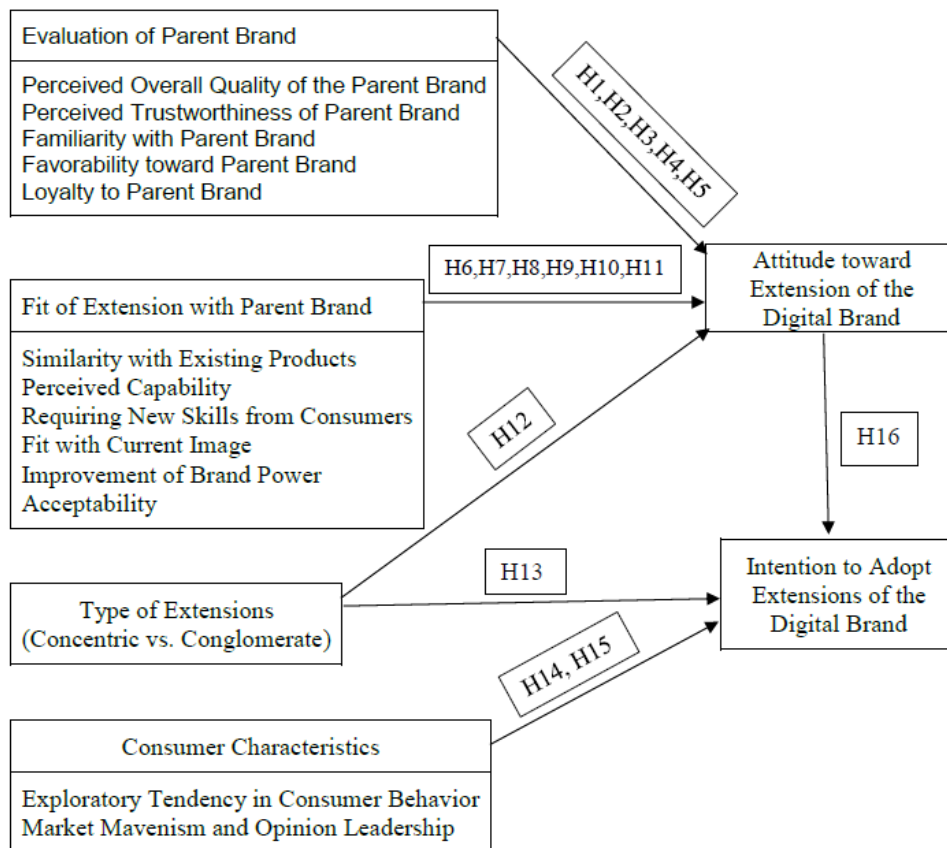 Evaluation of Parent Brand
Perceived Overall Quality of the Parent Brand
Perceived Trustworthiness of Parent Brand
Familiarity with Parent Brand
Favorability toward Parent Brand
Loyalty to Parent Brand
H1,H2,H3,H4,H5
H6,H7,H8,H9,H10,H11
Attitude toward
Extension of the
Digital Brand
Fit of Extension with Parent Brand
Similarity with Existing Products
Perceived Capability
Requiring New Skills from Consumers
Fit with Current Image
Improvement of Brand Power
Acceptability
H12
H16
H13
Type of Extensions
(Concentric vs. Conglomerate)
Intention to Adopt
Extensions of the
Digital Brand
H14, H15
Consumer Characteristics
Exploratory Tendency in Consumer Behavior
Market Mavenism and Opinion Leadership